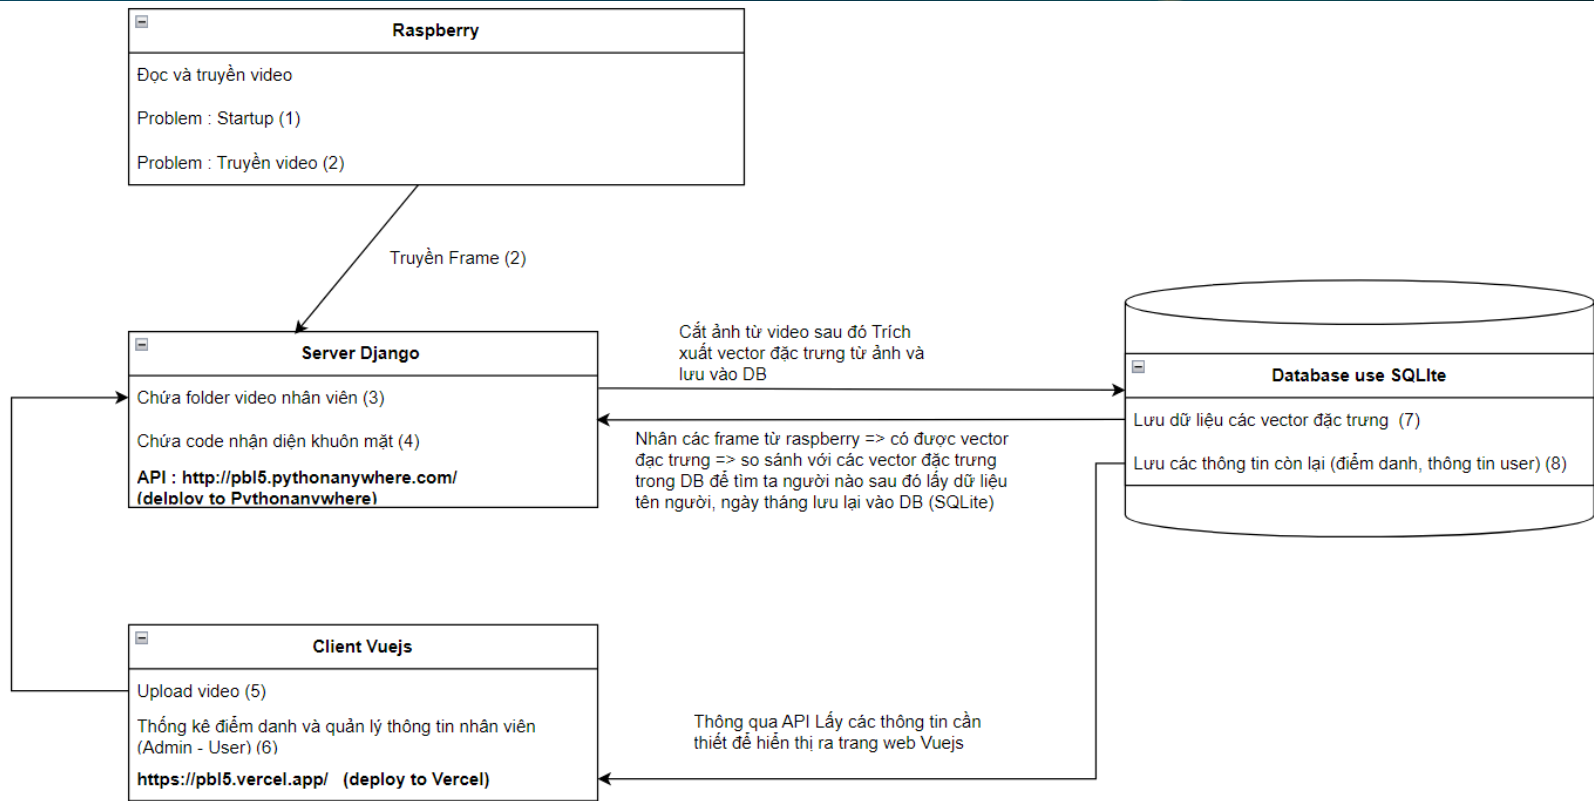 Raspberry
Đọc và truyền video
Problem : Startup (1)
Problem : Truyền video (2)
Truyền Frame (2)
Server Django
Chứa folder video nhân viên (3)
Chứa code nhận diện khuôn mặt (4)
API : http://pbl5.pythonanywhere.com/
(delploy to Pythonanywhere)
Cắt ảnh từ video sau đó Trích
xuất vector đặc trưng từ ảnh và
lưu vào DB
Nhân các frame từ raspberry => có được vector
đạc trưng => so sánh với các vector đặc trưng
trong DB để tìm ta người nào sau đó lấy dữ liệu
tên người, ngày tháng lưu lại vào DB (SQLite)
Database use SQLIte
Lưu dữ liệu các vector đặc trưng (7)
Lưu các thông tin còn lại (điểm danh, thông tin user) (8)
Client Vuejs
Upload video (5)
Thống kê điểm danh và quản lý thông tin nhân viên
(Admin - User) (6)
https://pbl5.vercel.app/ (deploy to Vercel)
Thông qua API Lấy các thông tin cần
thiết để hiển thị ra trang web Vuejs